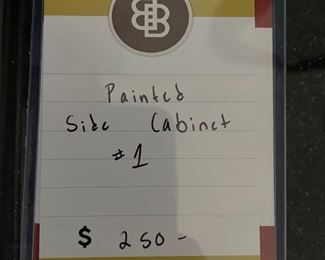 Painted
Side Cabinet
#1
$ 250-